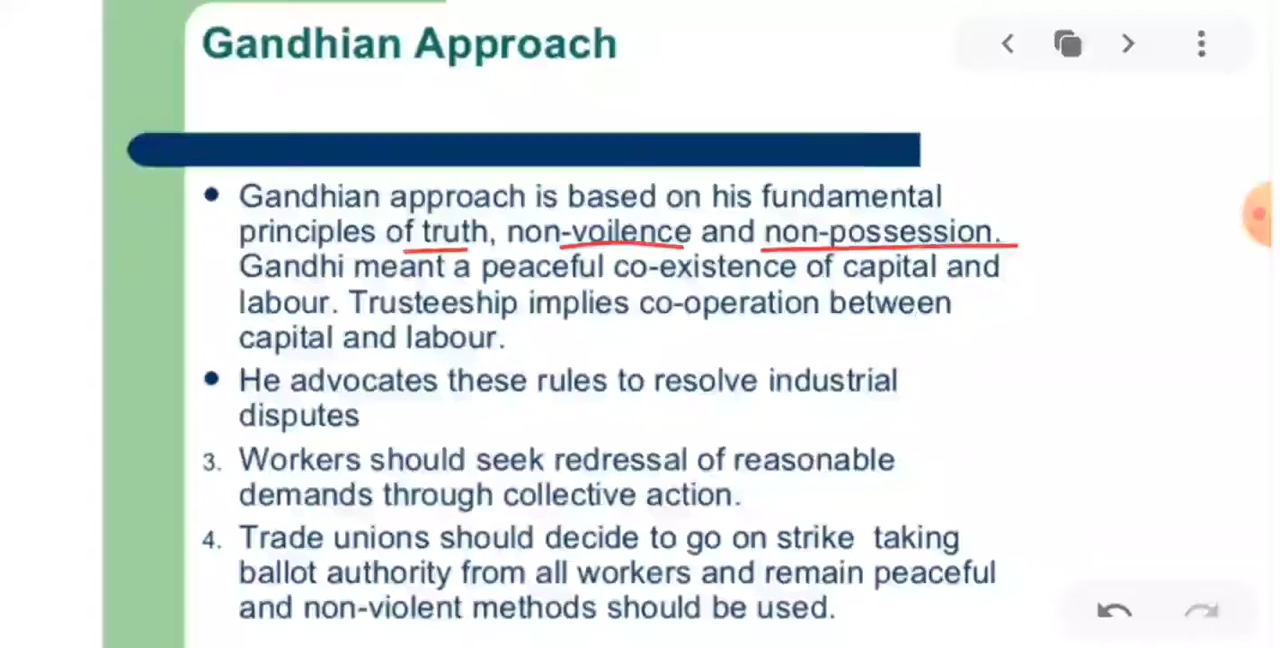 Gandhian Approach
• Gandhian approach is based on his fundamental
principles of truth, non-voilence and non-possession.
Gandhi meant a peaceful co-existence of capital and
labour. Trusteeship implies co-operation between
capital and labour.
• He advocates these rules to resolve industrial
disputes
3. Workers should seek redressal of reasonable
demands through collective action.
4. Trade unions should decide to go on strike taking
ballot authority from all workers and remain peaceful
and non-violent methods should be used.